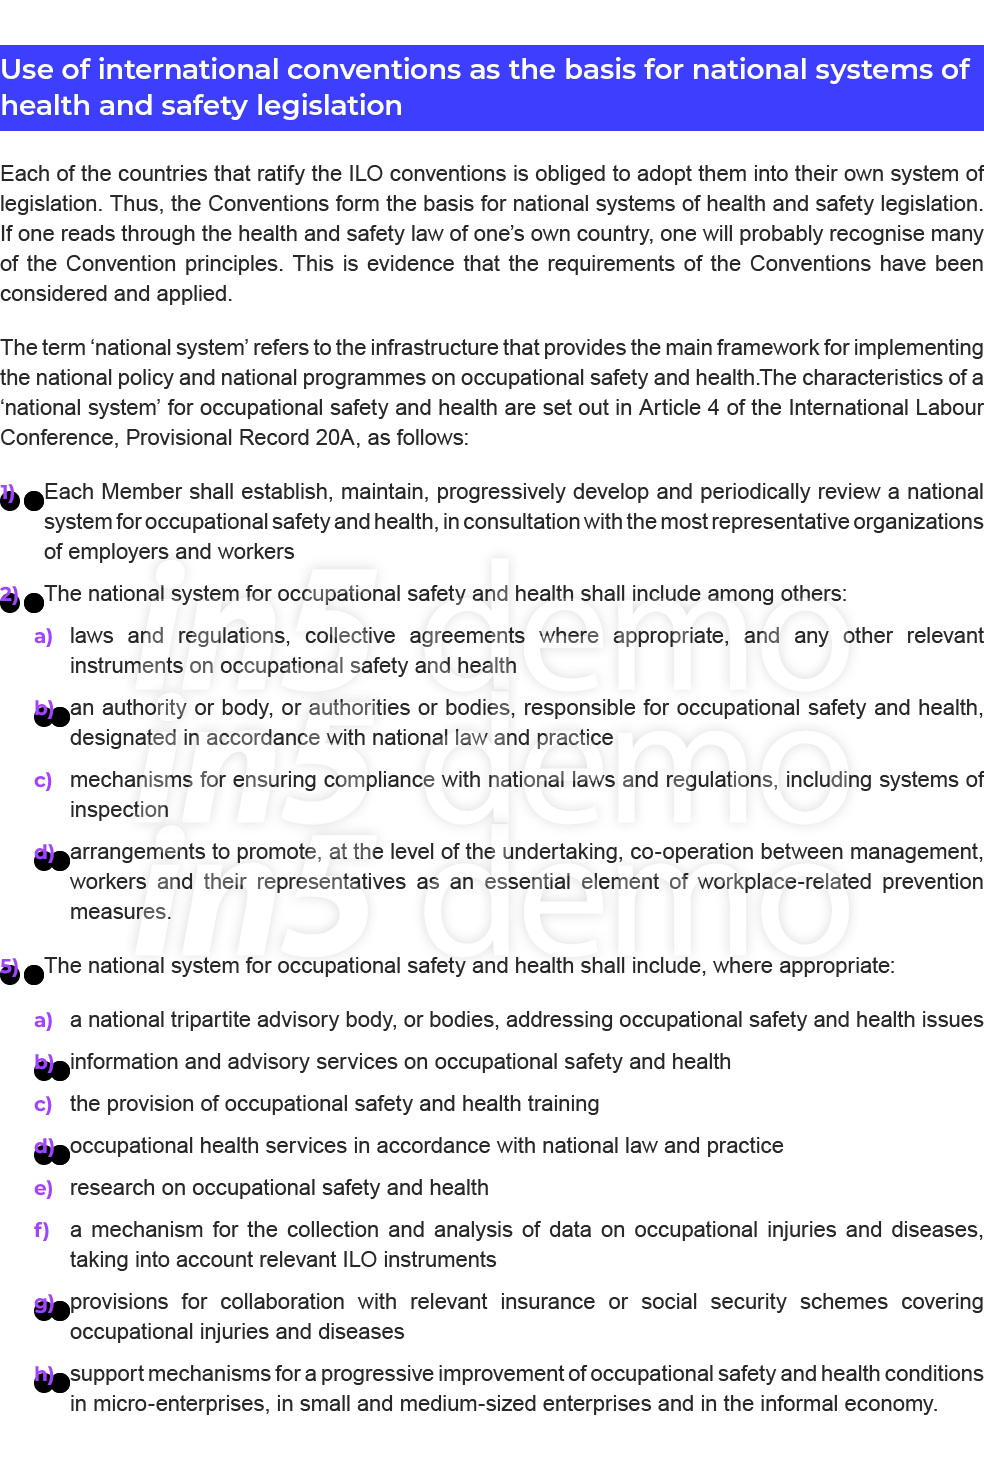 Use of international conventions as the basis for national systems of
health and safety legislation
Each of the countries that ratify the ILO conventions is obliged to adopt them into their own system of
legislation. Thus, the Conventions form the basis for national systems of health and safety legislation.
If one reads through the health and safety law of one’s own country, one will probably recognise many
of the Convention principles. This is evidence that the requirements of the Conventions have been
considered and applied.
The term ‘national system’ refers to the infrastructure that provides the main framework for implementing
the national policy and national programmes on occupational safety and health.The characteristics of a
‘national system’ for occupational safety and health are set out in Article 4 of the International Labour
Conference, Provisional Record 20A, as follows:
1) Each Member shall establish, maintain, progressively develop and periodically review a national
system for occupational safety and health, in consultation with the most representative organizations
of employers and workers
2) The national system for occupational safety and health shall include among others:
a) laws and regulations, collective agreements where appropriate, and any other relevant
instruments on occupational safety and health
b) an authority or body, or authorities or bodies, responsible for occupational safety and health,
designated in accordance with national law and practice
c) mechanisms for ensuring compliance with national laws and regulations, including systems of
inspection
d) arrangements to promote, at the level of the undertaking, co-operation between management,
workers and their representatives as an essential element of workplace-related prevention
measures.
5) The national system for occupational safety and health shall include, where appropriate:
a) a national tripartite advisory body, or bodies, addressing occupational safety and health issues
b) information and advisory services on occupational safety and health
c) the provision of occupational safety and health training
d) occupational health services in accordance with national law and practice
e) research on occupational safety and health
f) a mechanism for the collection and analysis of data on occupational injuries and diseases,
taking into account relevant ILO instruments
g) provisions for collaboration with relevant insurance or social security schemes covering
occupational injuries and diseases
h) support mechanisms for a progressive improvement of occupational safety and health conditions
in micro-enterprises, in small and medium-sized enterprises and in the informal economy.
in5 demo
in5 demo
in5 demo